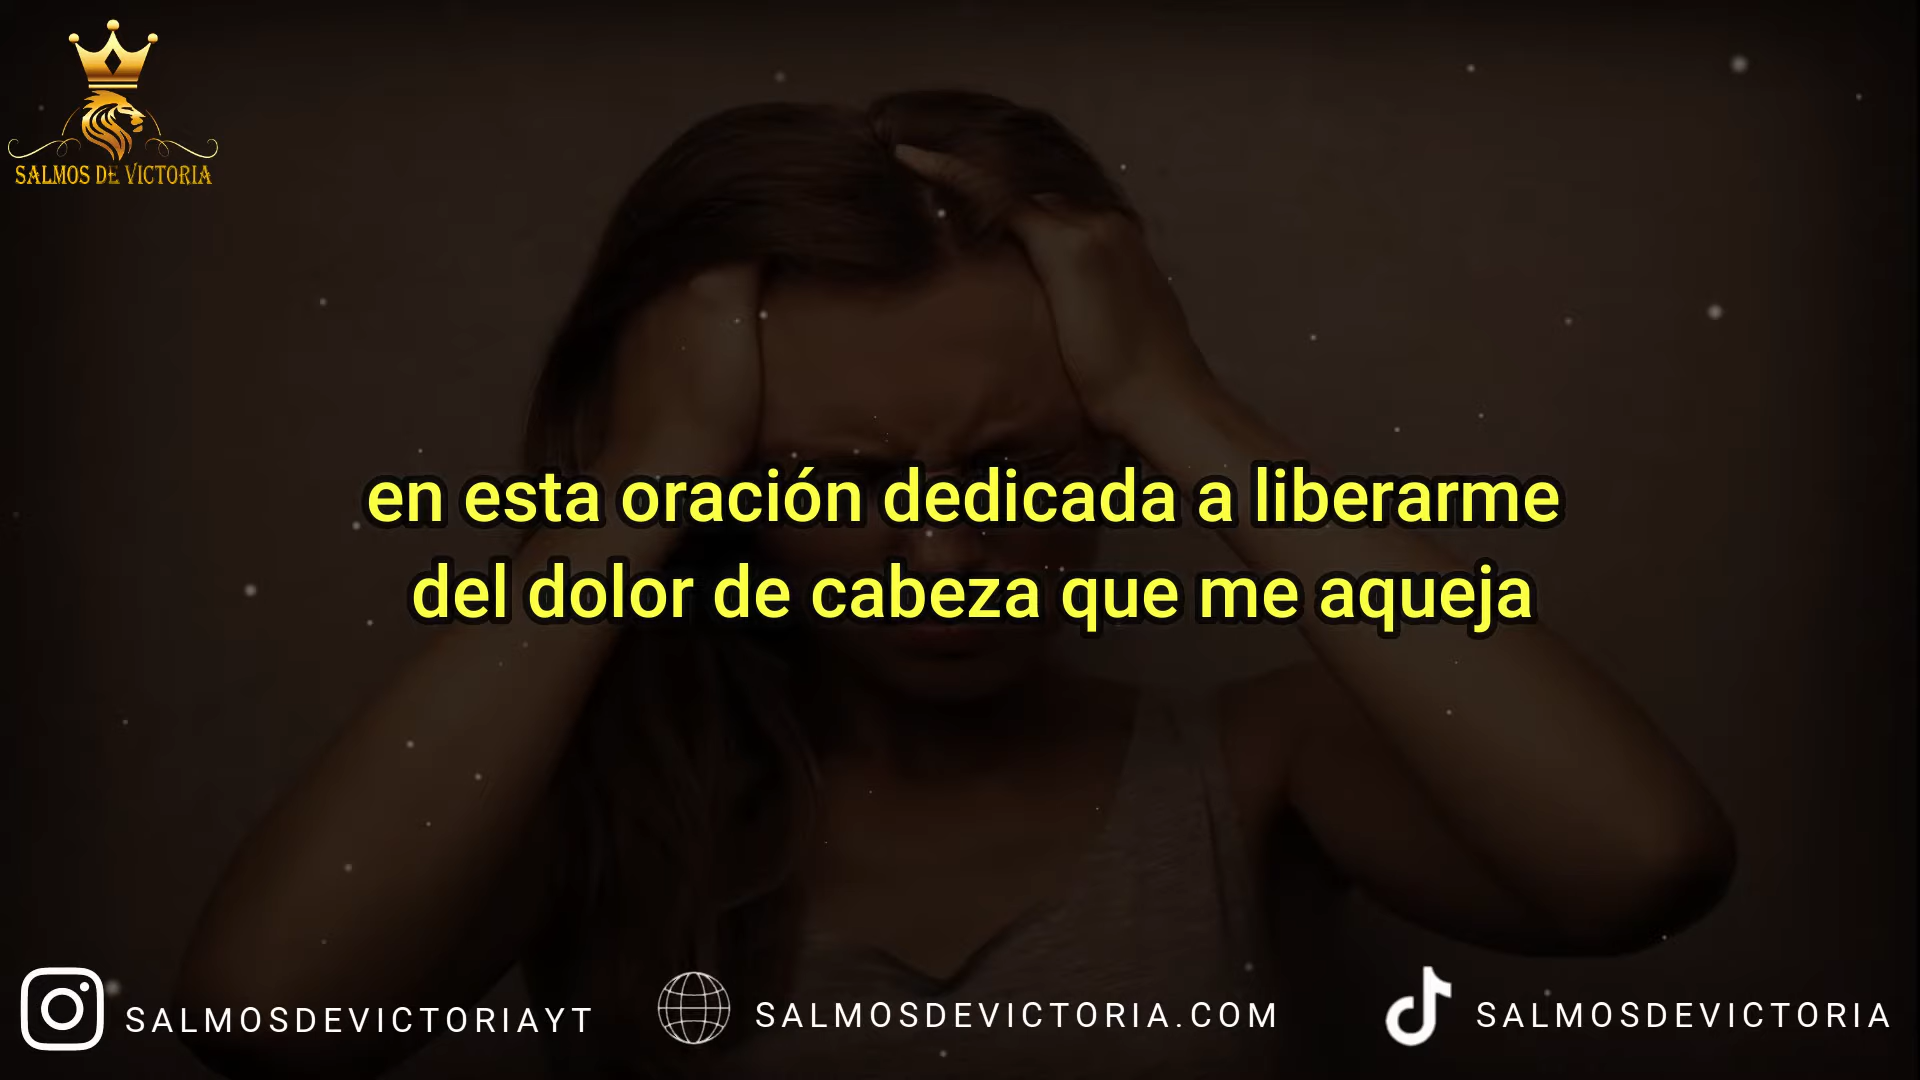 SALMOS DE VICTORIA
en esta oración dedicada a liberarme
del dolor de cabeza que me aqueja
SALMOSDEVICTORIAYT
SALMOSDEVICTORIA.COM
SALMOSDEVICTORIA